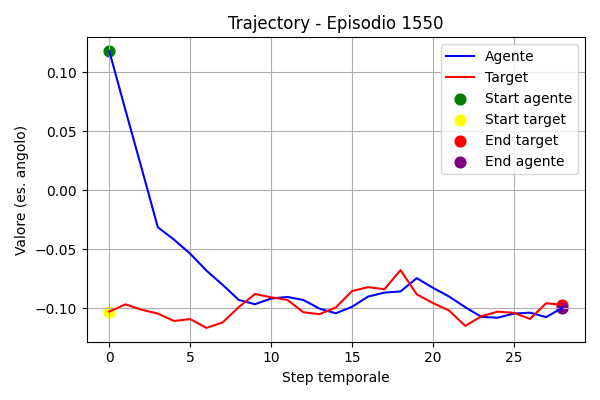 Trajectory - Episodio 1550
Agente
Target
Start agente
Start target
End target
End agente
Valore (es. angolo)
0.10
0.05
0.00
−0.05
−0.10
0 5 10 15 20 25
Step temporale